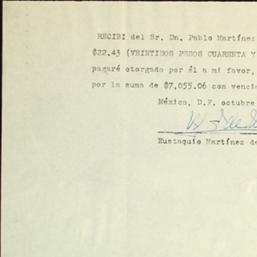 RECIBI del Sr. Dn. Pablo Martínez
$22.43 (VEINTIDOS PESOS CUARENTA Y
pagaré otorgado por él a mi favor,
por la suma de $7,055.06 con venci
México, D.F. octubre
Eustaquio Martínez de